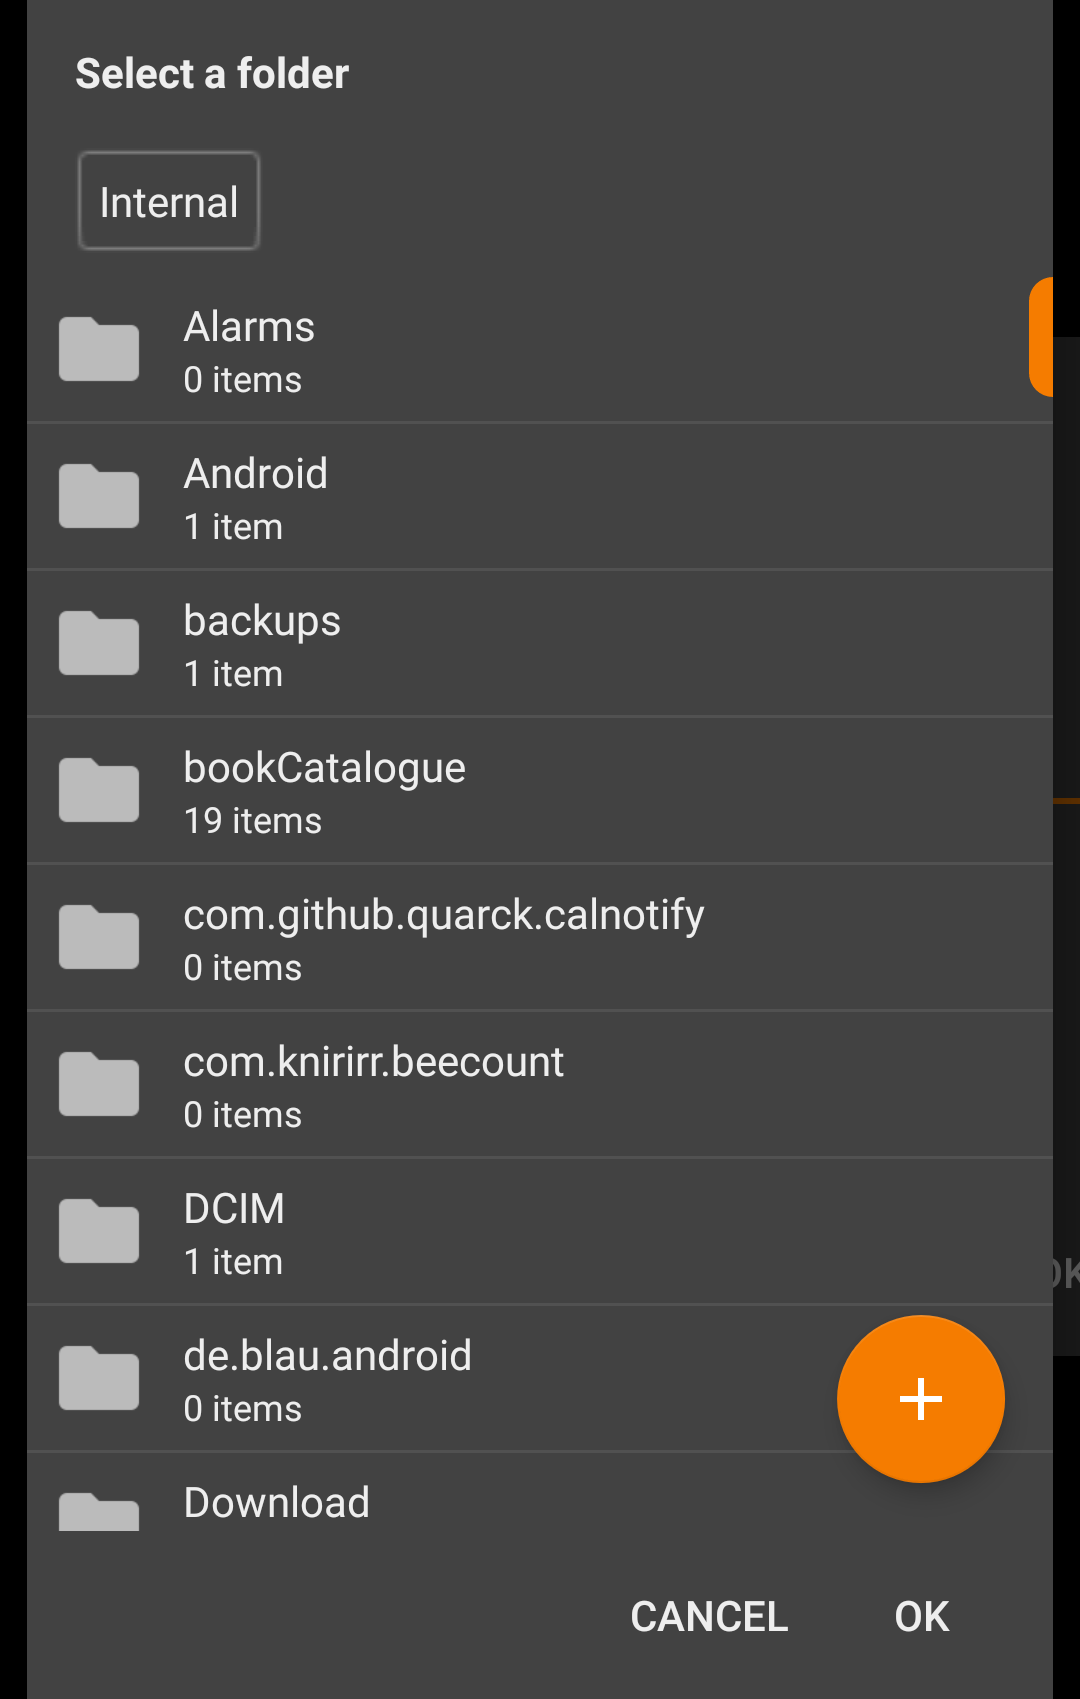 Select a folder
Internal
Alarms
0 items
Android
1 item
backups
1 item
bookCatalogue
19 items
com.github.quarck.calnotify
0 items
com.knirirr.beecount
0 items
DCIM
1 item
OK
de.blau.android
0 items
Download
CANCEL
OK